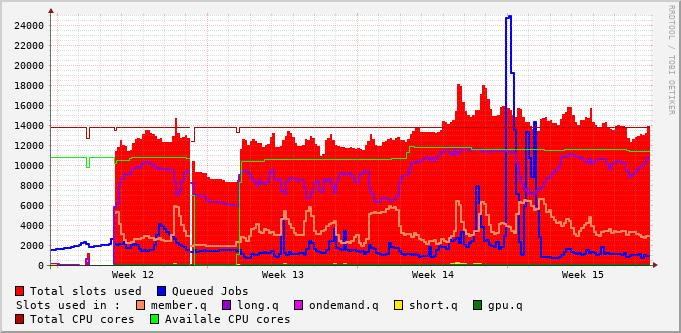 24000
22000
20000
18000
16000
14000
12000
10000
8000
6000
4000
2000
0
Week 12 Week 13 Week 14 Week 15
Total slots used Queued Jobs
Slots used in : member.q long.q ondemand.q short.q gpu.q
Total CPU cores Availale CPU cores
RRDTOOL / TOBI OETIKER